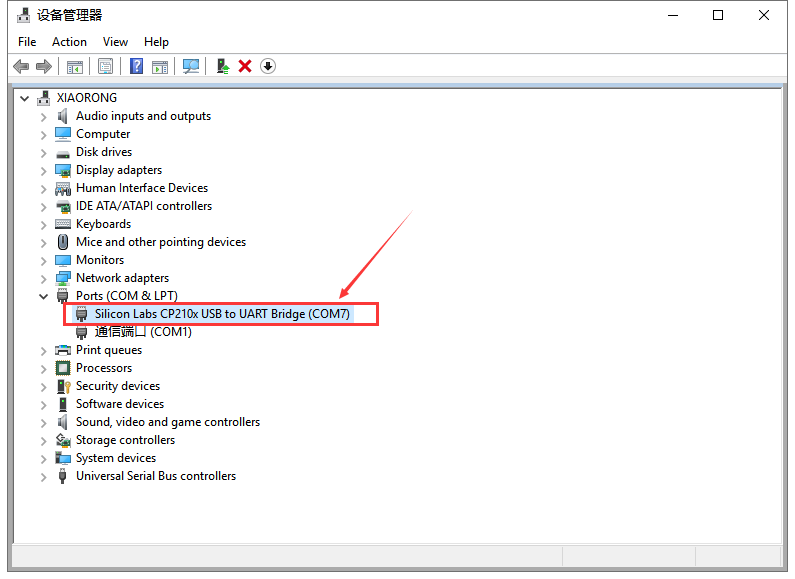 设备管理器
File Action View Help
XIAORONG
Audio inputs and outputs
Computer
Disk drives
Display adapters
Human Interface Devices
IDE ATA/ATAPI controllers
Keyboards
Mice and other pointing devices
Monitors
Network adapters
Ports (COM & LPT)
Silicon Labs CP210x USB to UART Bridge (COM7)
通信端口 (COM1)
Print queues
Processors
Security devices
Software devices
Sound, video and game controllers
Storage controllers
System devices
Universal Serial Bus controllers